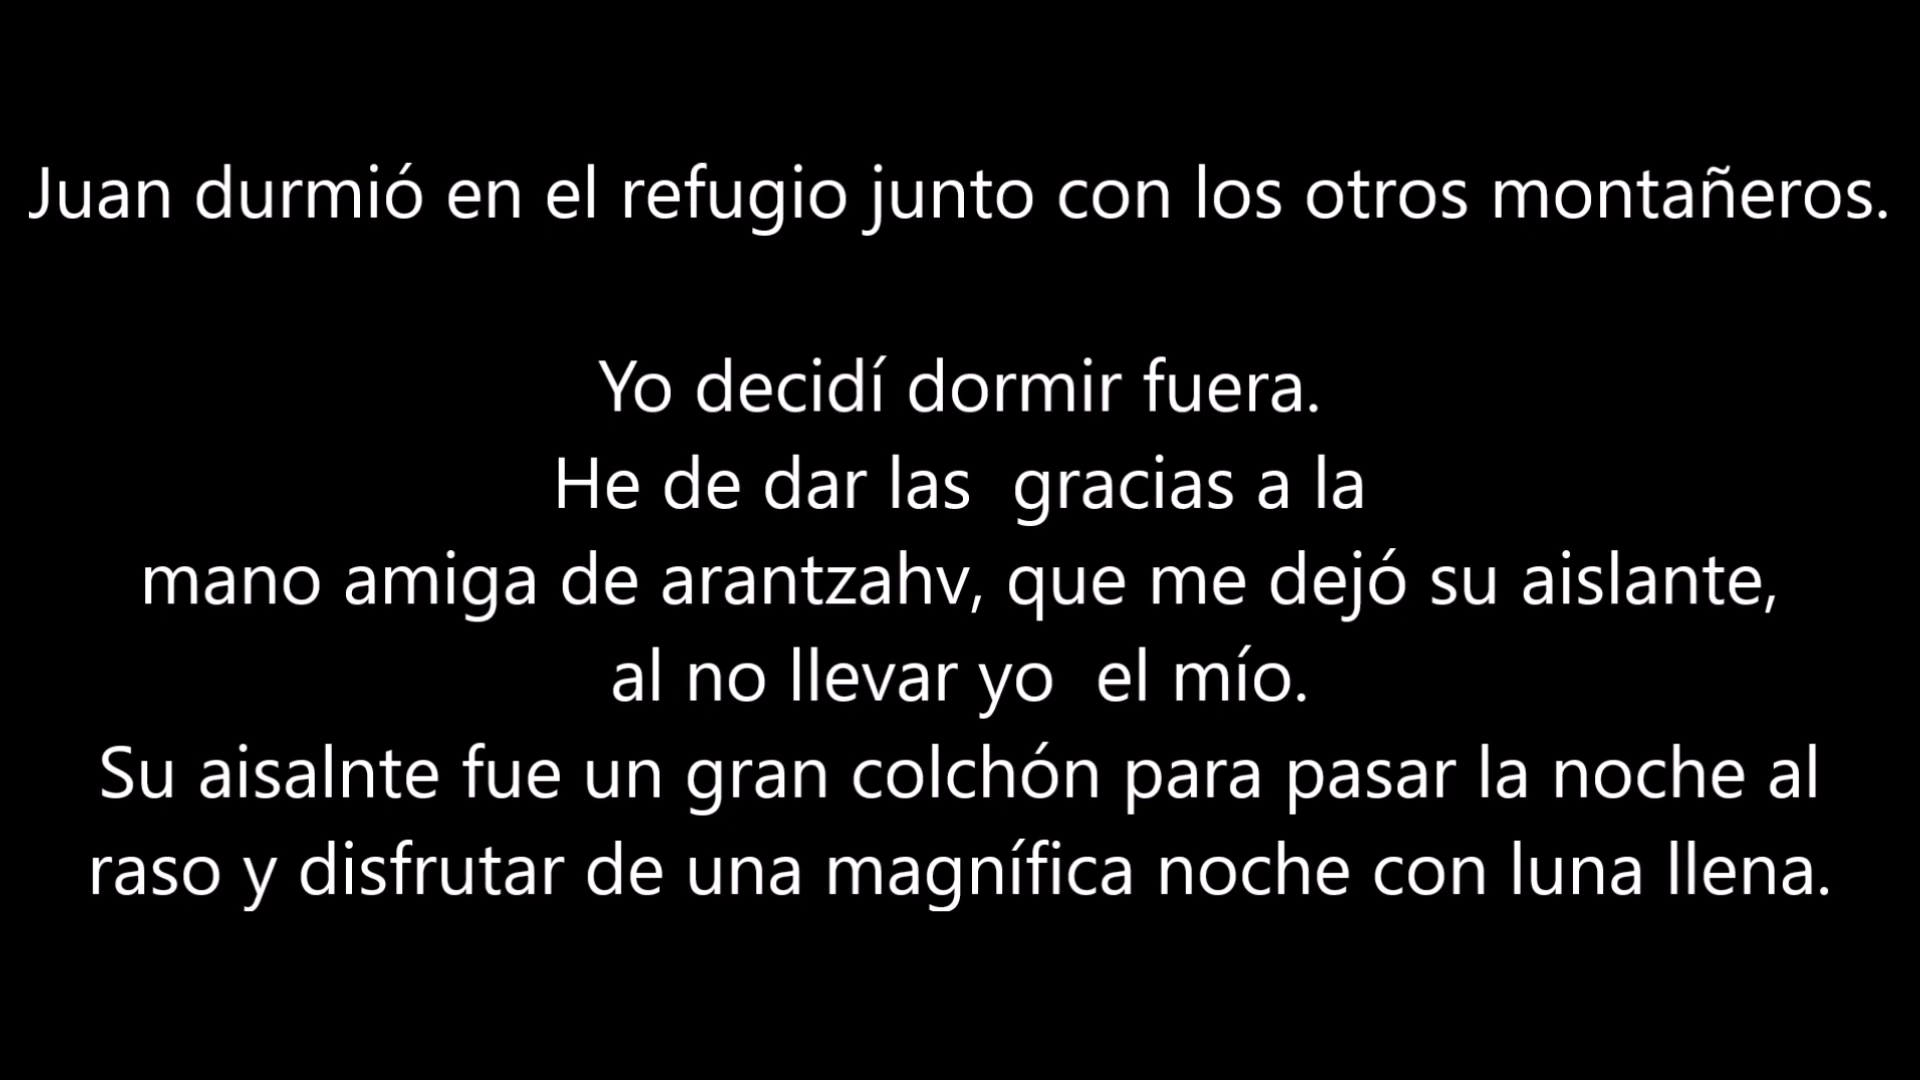 Juan durmió en el refugio junto con los otros montañeros.
Yo decidí dormir fuera.
He de dar las  gracias a la
mano amiga de arantzahv, que me dejó su aislante,
al no llevar yo  el mío.
Su aisalnte fue un gran colchón para pasar la noche al
raso y disfrutar de una magnífica noche con luna llena.